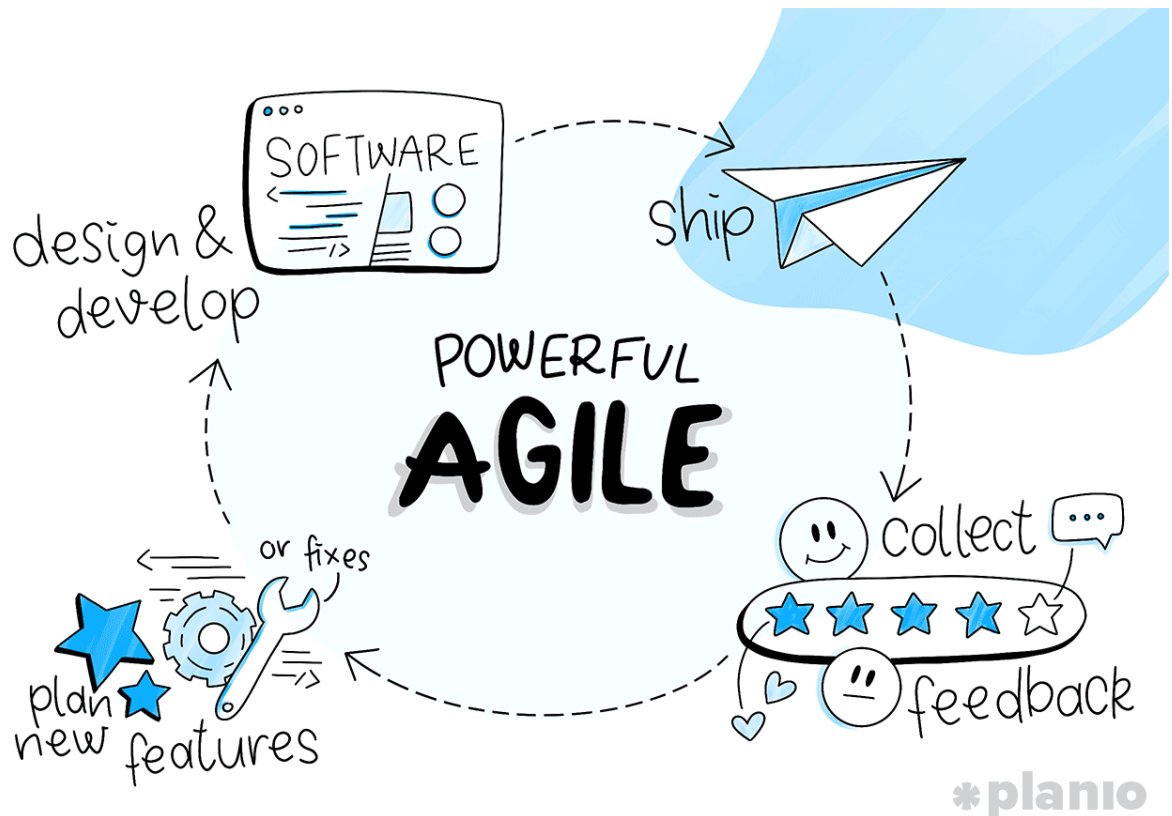 SOFTWARE
design &
develop
ship
POWERFUL
AGILE
collect
feedback
or fixes
plan
new features
*planio